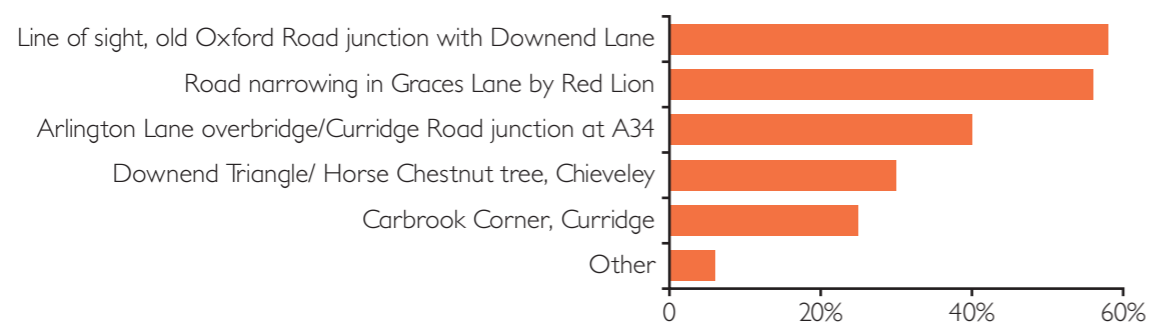 Line of sight, old Oxford Road junction with Downend Lane
Road narrowing in Graces Lane by Red Lion
Arlington Lane overbridge/Curridge Road junction at A34
Downend Triangle/ Horse Chestnut tree, Chieveley
Carbrook Corner, Curridge
Other
0 20% 40% 60%